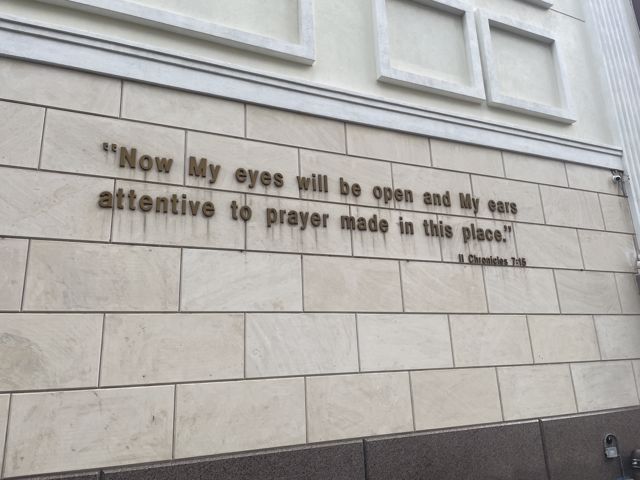 "Now My eyes will be open and My ears
attentive to prayer made in this place."
II Chronicles 7:15